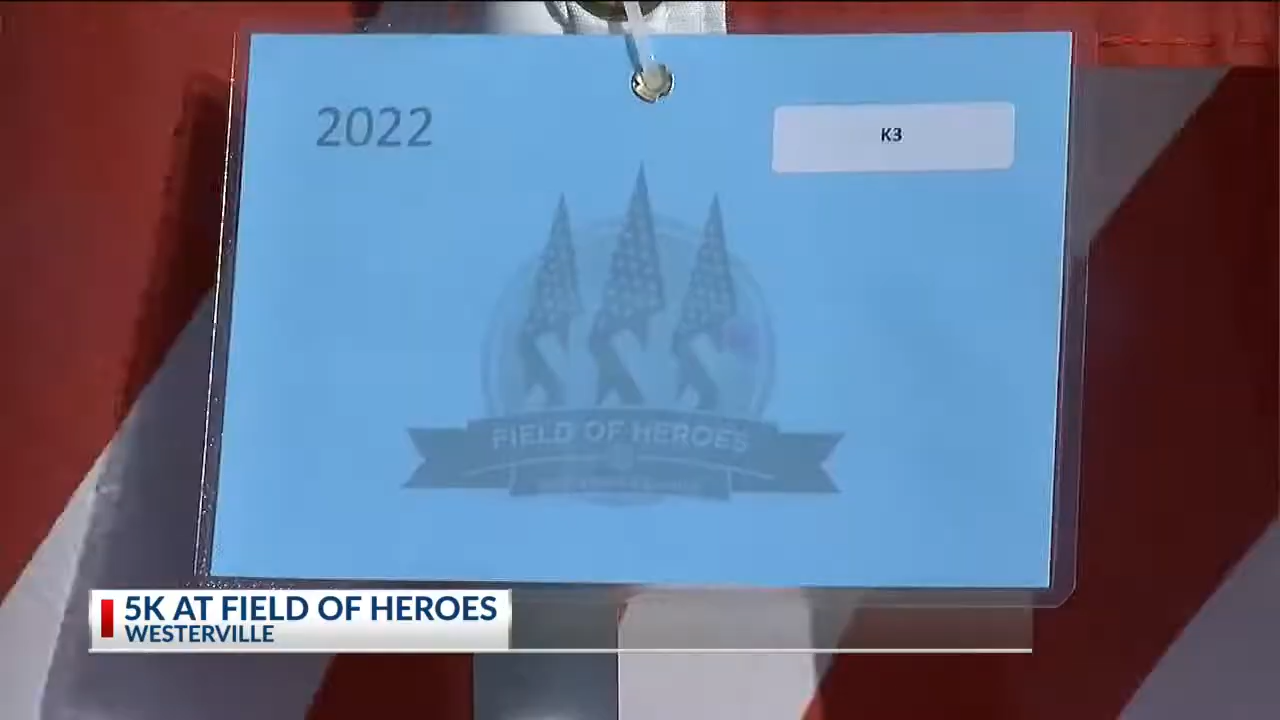 2022
K3
FIELD OF HEROES
5K AT FIELD OF HEROES
WESTERVILLE